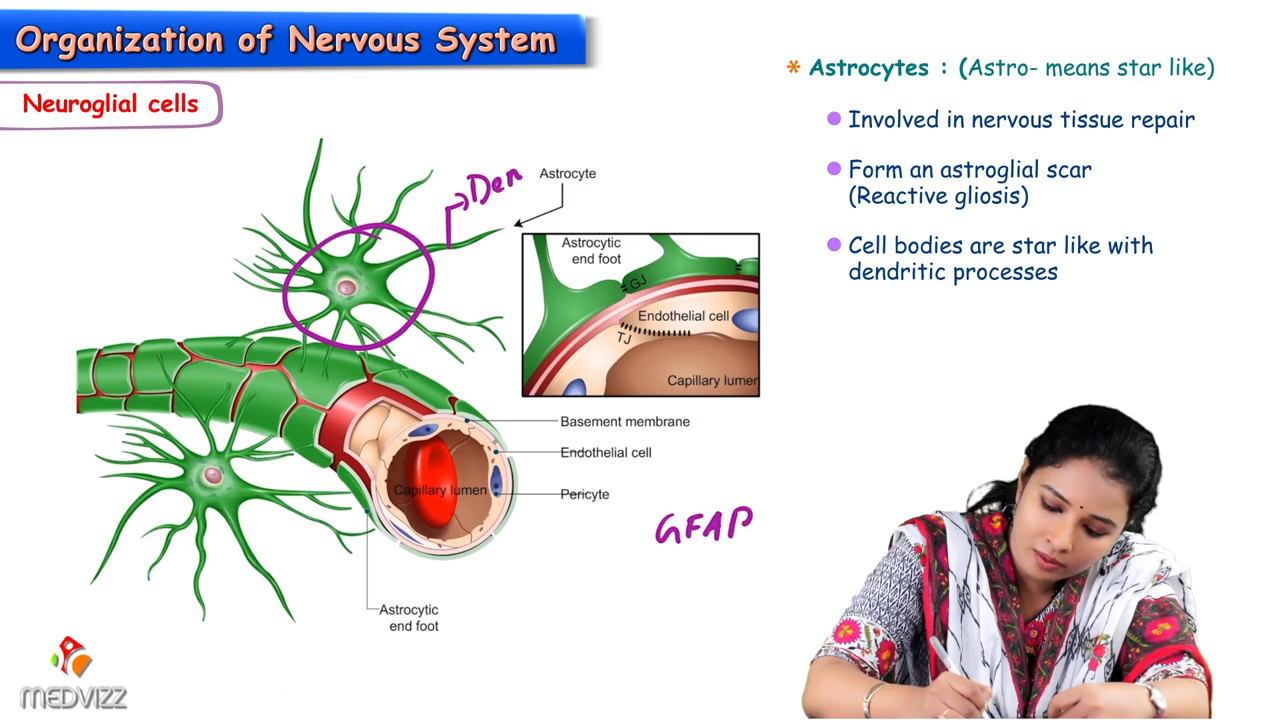 Organization of Nervous System
Neuroglial cells
* Astrocytes : (Astro- means star like)
Involved in nervous tissue repair
Form an astroglial scar
(Reactive gliosis)
Cell bodies are star like with
dendritic processes
Den
Astrocyte
Astrocytic
end foot
GJ
Endothelial cell
TJ
Capillary lumen
Basement membrane
Endothelial cell
Pericyte
Capillary lumen
GFAP
Astrocytic
end foot
MEDVIZZ